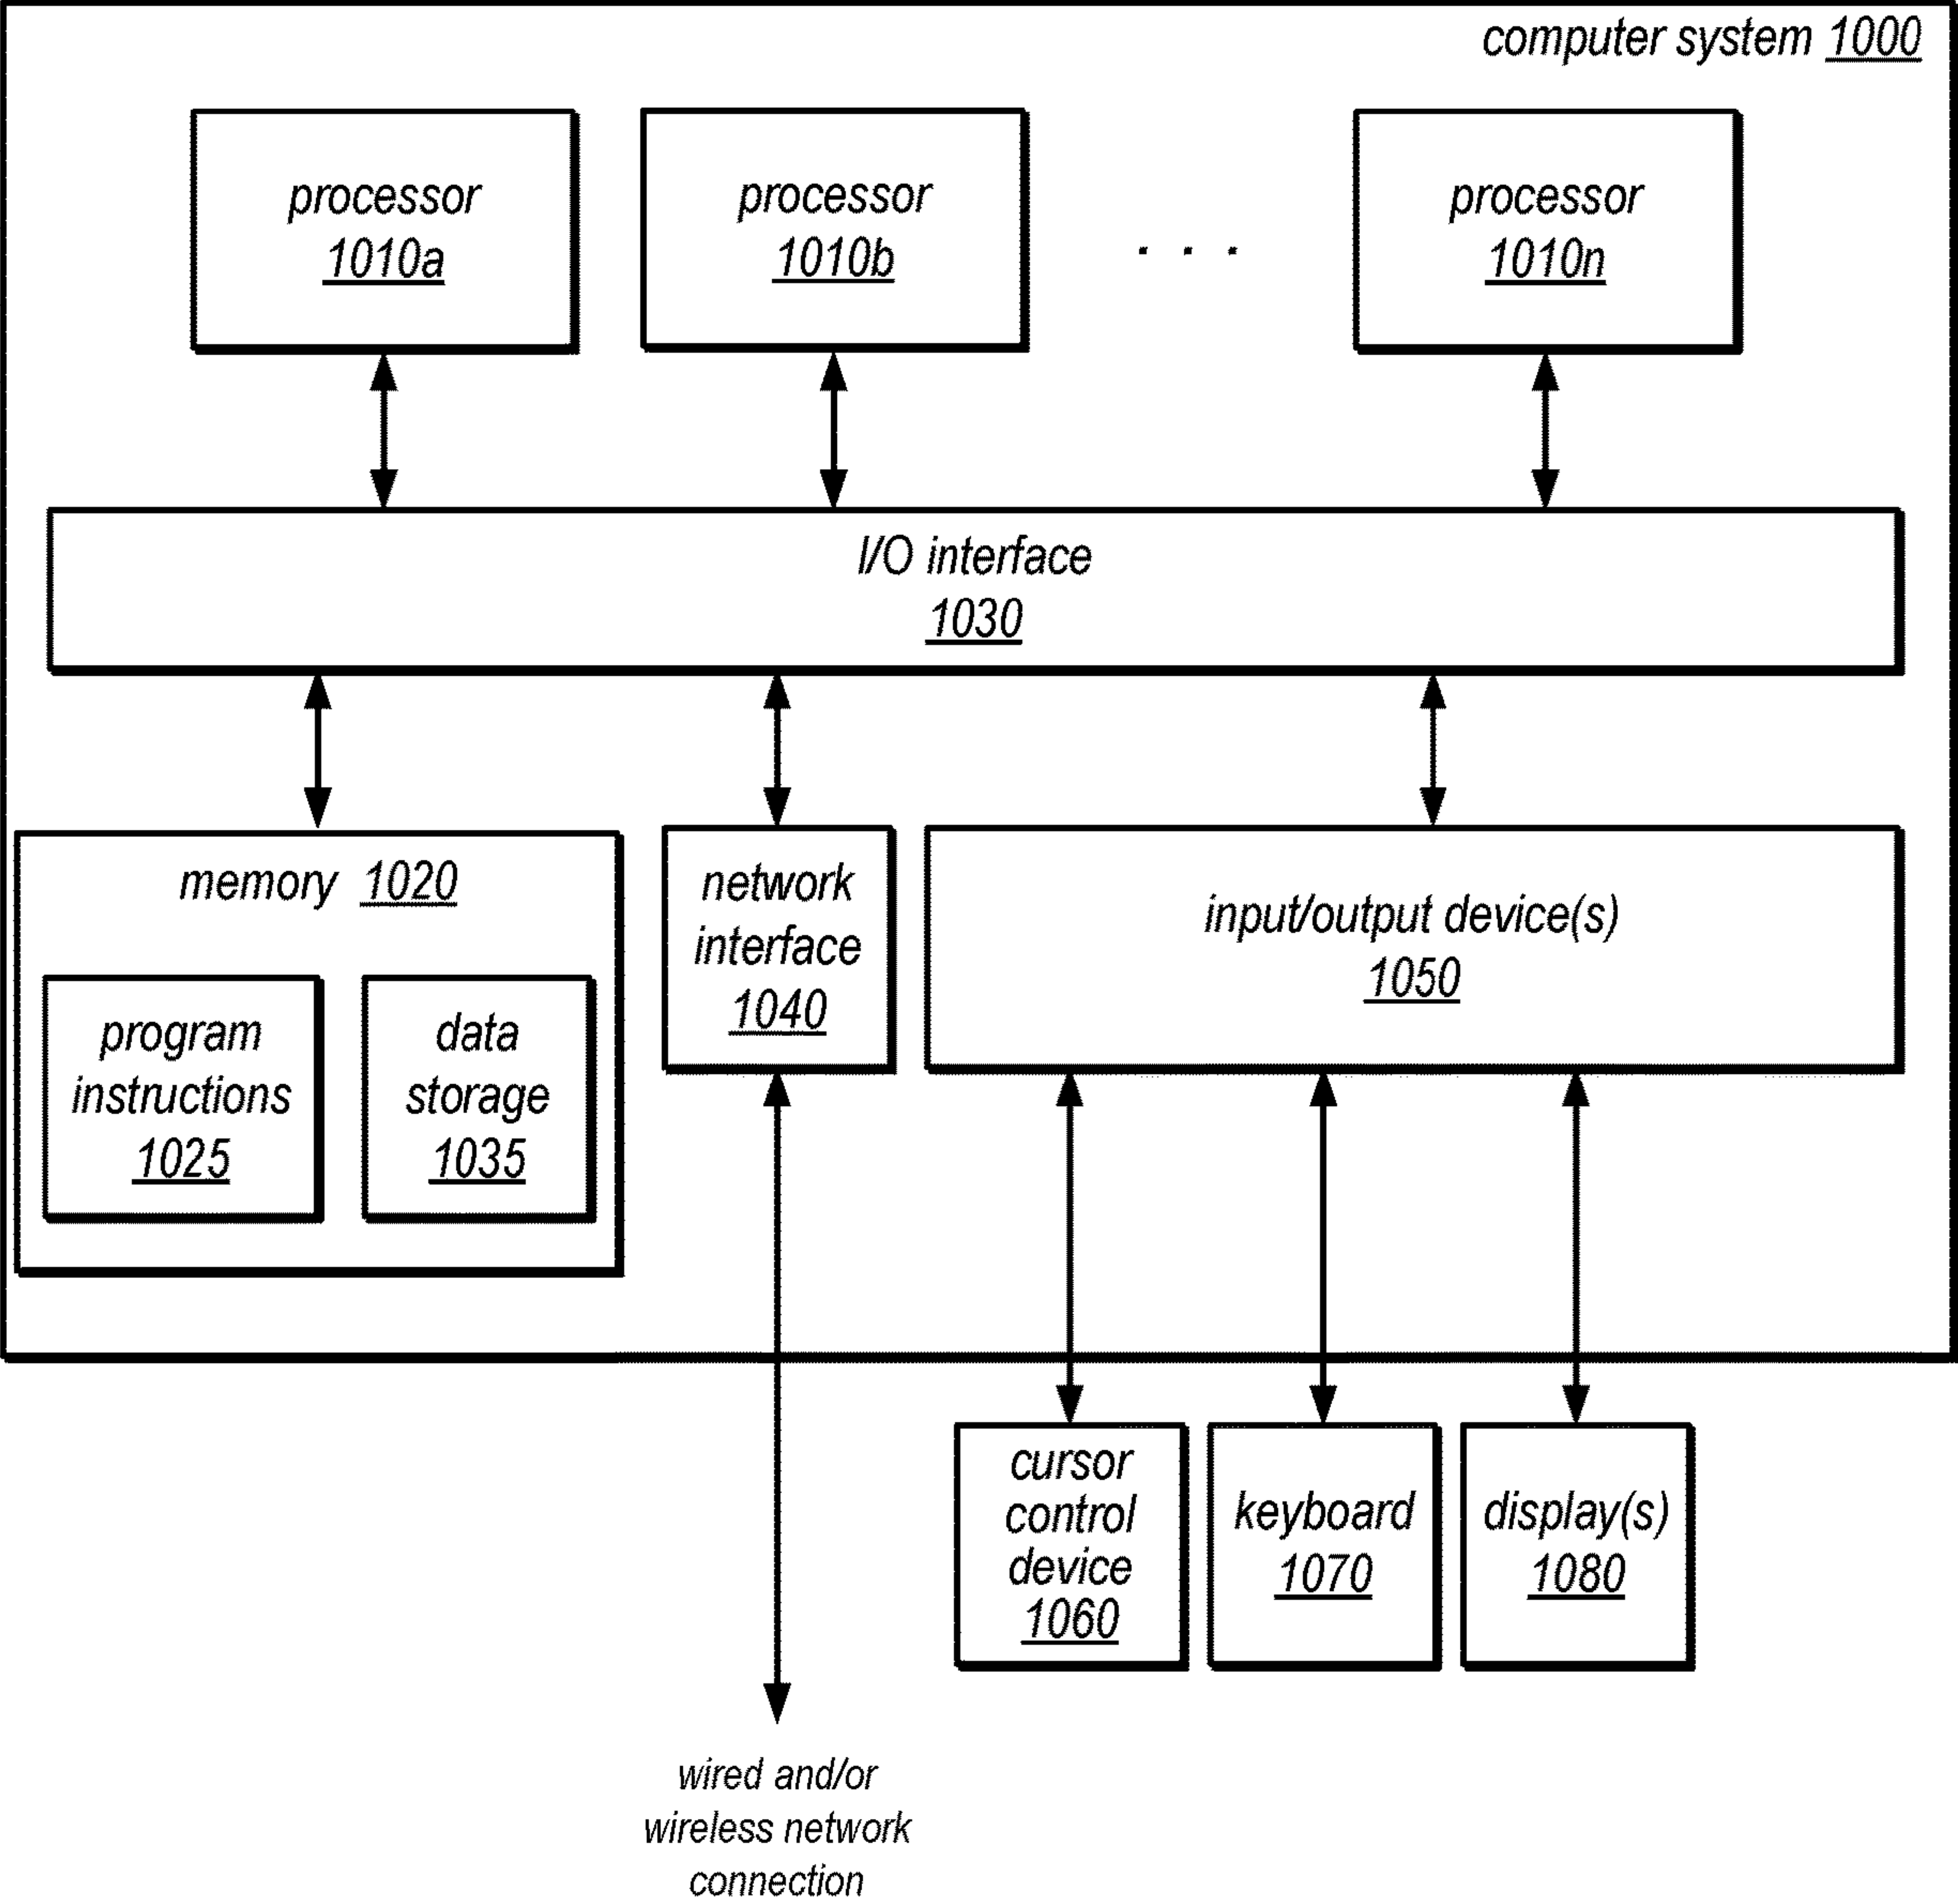 computer system 1000
processor
1010a
processor
1010b
. . .
processor
1010n
I/O interface
1030
memory 1020
program
instructions
1025
data
storage
1035
network
interface
1040
input/output device(s)
1050
cursor
control
device
1060
keyboard
1070
display(s)
1080
wired and/or
wireless network
connection